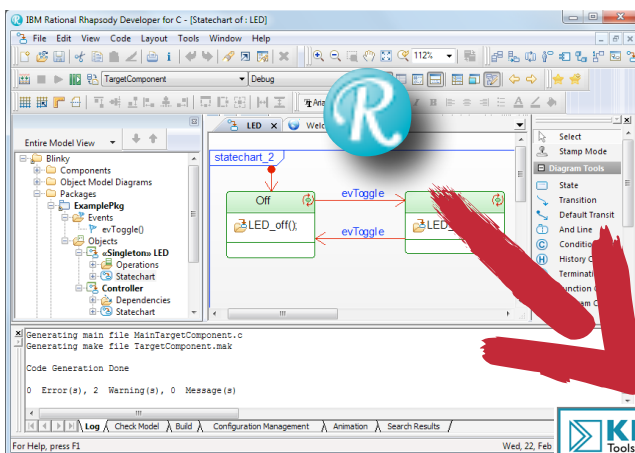 IBM Rational Rhapsody Developer for C - [Statechart of : LED]
File Edit View Code Layout Tools Window Help
112%
TargetComponent Debug
LED
Entire Model View
Blinky
Components
Object Model Diagrams
Packages
ExamplePkg
Events
evToggle()
Objects
«Singleton» LED
Operations
Statechart
Controller
Dependencies
Statechart
R
statechart_2
Off
LED_off();
evToggle
evToggle
Select
Stamp Mode
Diagram Tools
State
Transition
Default Transit
And Line
History
Generating main file MainTargetComponent.c
Generating make file TargetComponent.mak
Code Generation Done
0 Error(s), 2 Warning(s), 0 Message(s)
Log Check Model Build Configuration Management Animation Search Results
For Help, press F1
Wed, 22, Feb
Tools